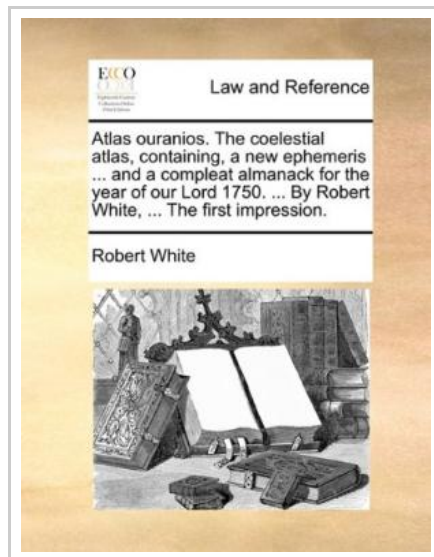 ECCO
Law and Reference
Atlas ouranios. The coelestial
atlas, containing, a new ephemeris
... and a compleat almanack for the
year of our Lord 1750. ... By Robert
White, ... The first impression.
Robert White